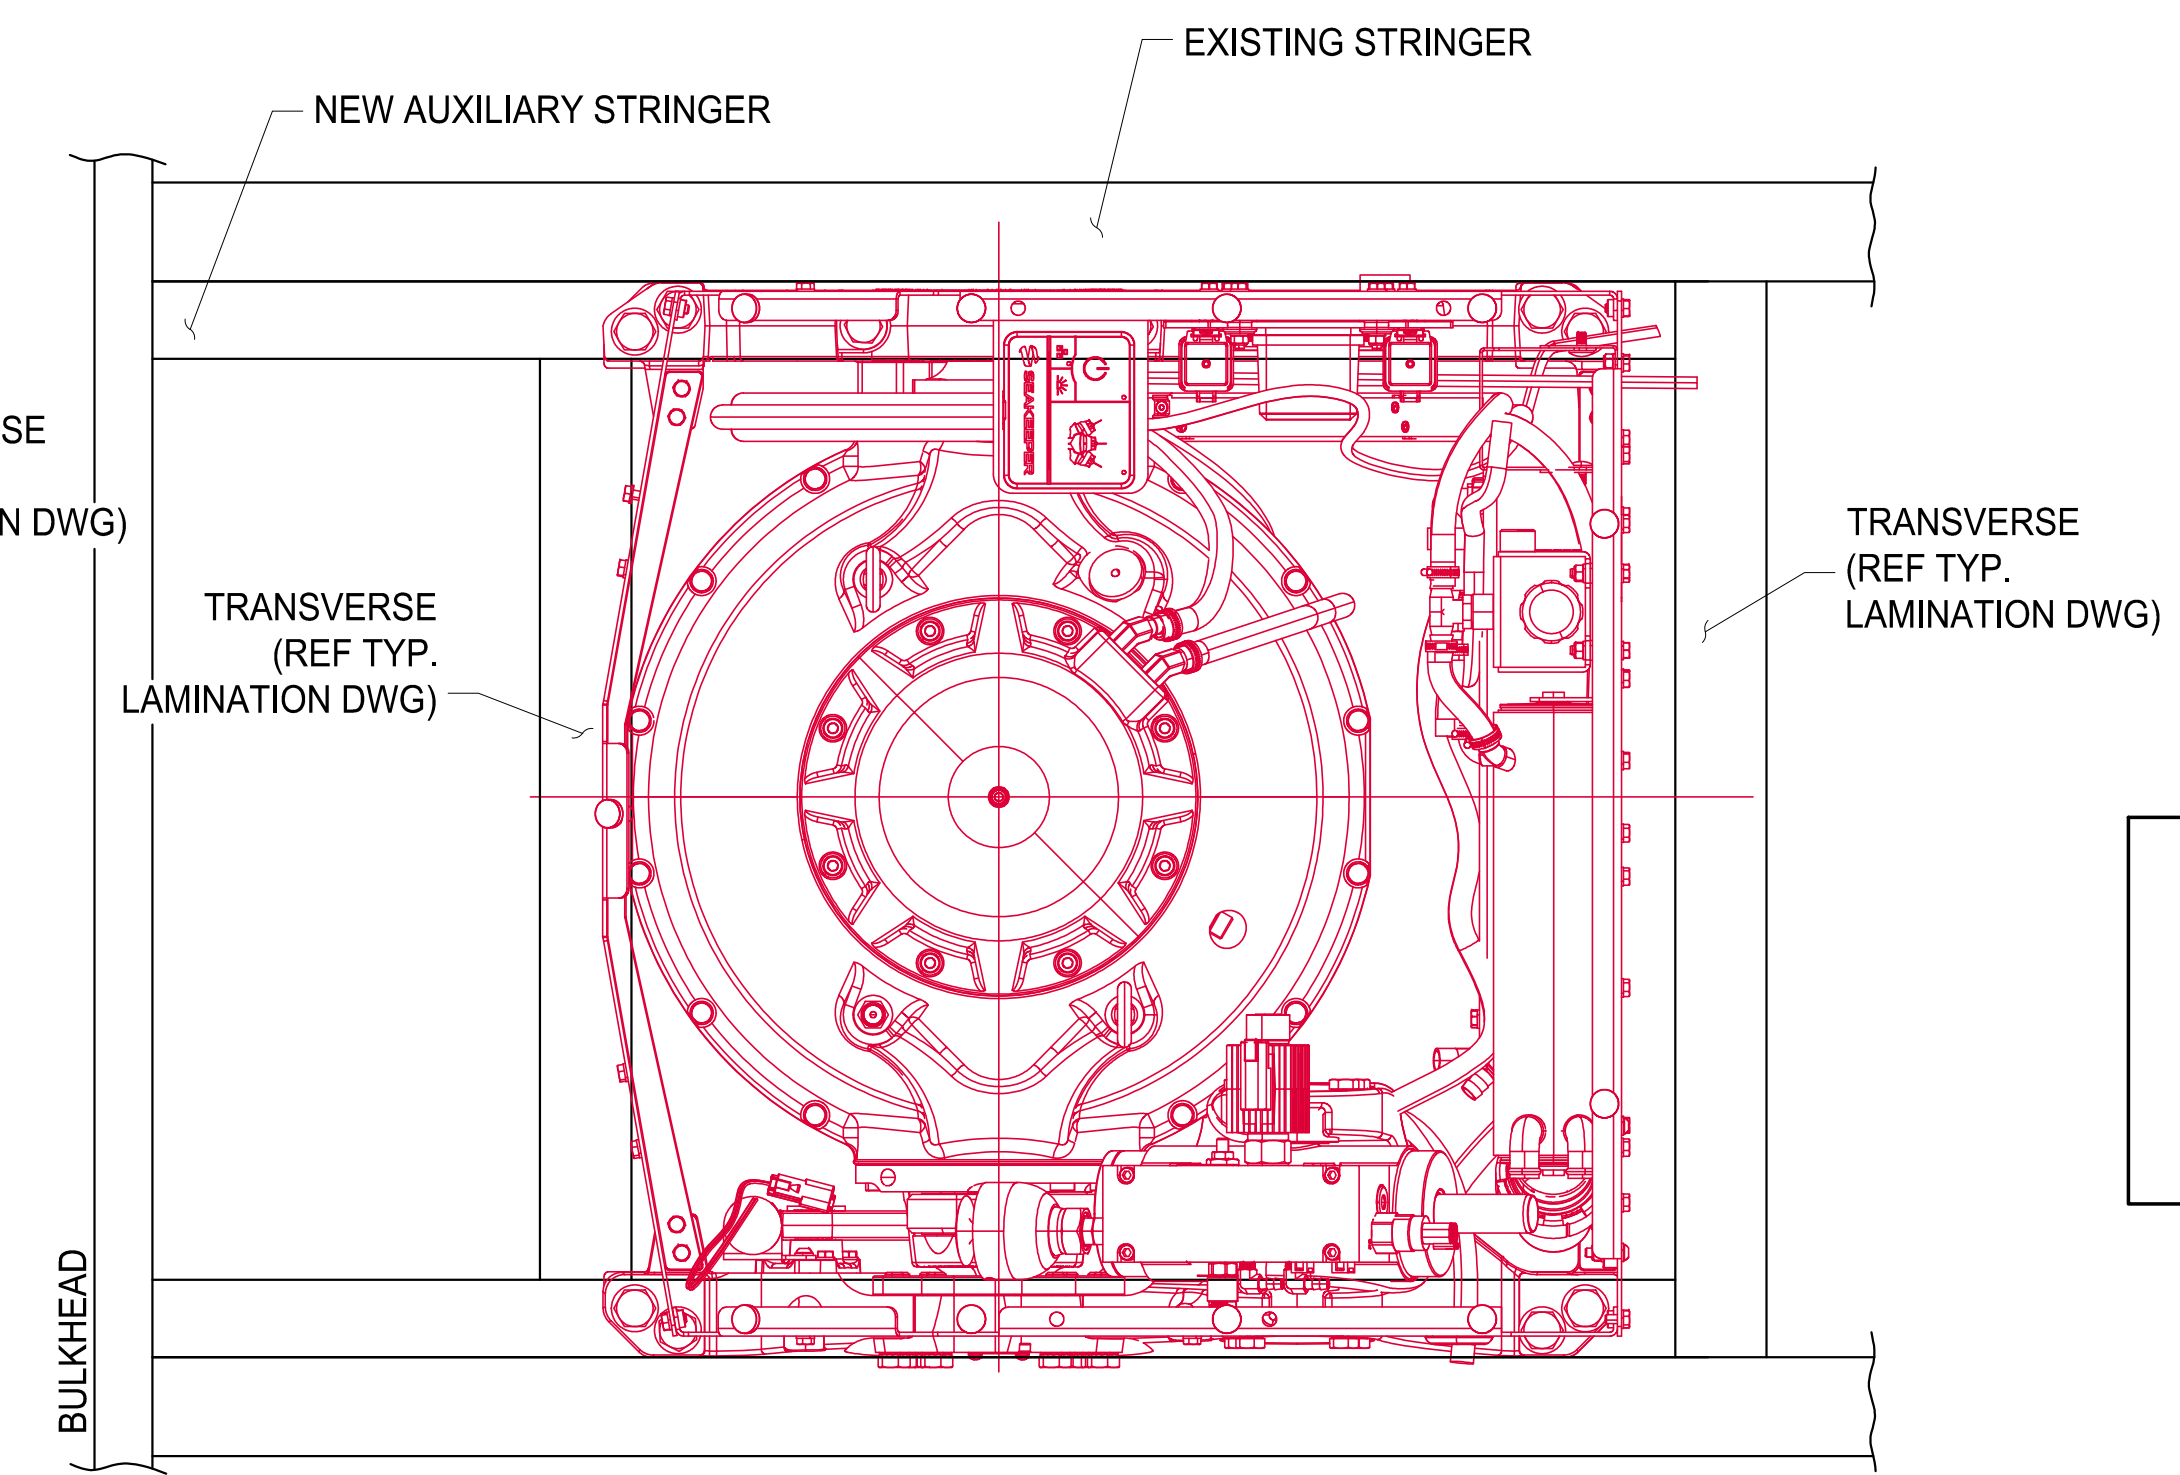 EXISTING STRINGER
NEW AUXILIARY STRINGER
SE
N DWG)
TRANSVERSE
(REF TYP.
LAMINATION DWG)
SEAKEEPER
TRANSVERSE
(REF TYP.
LAMINATION DWG)
BULKHEAD